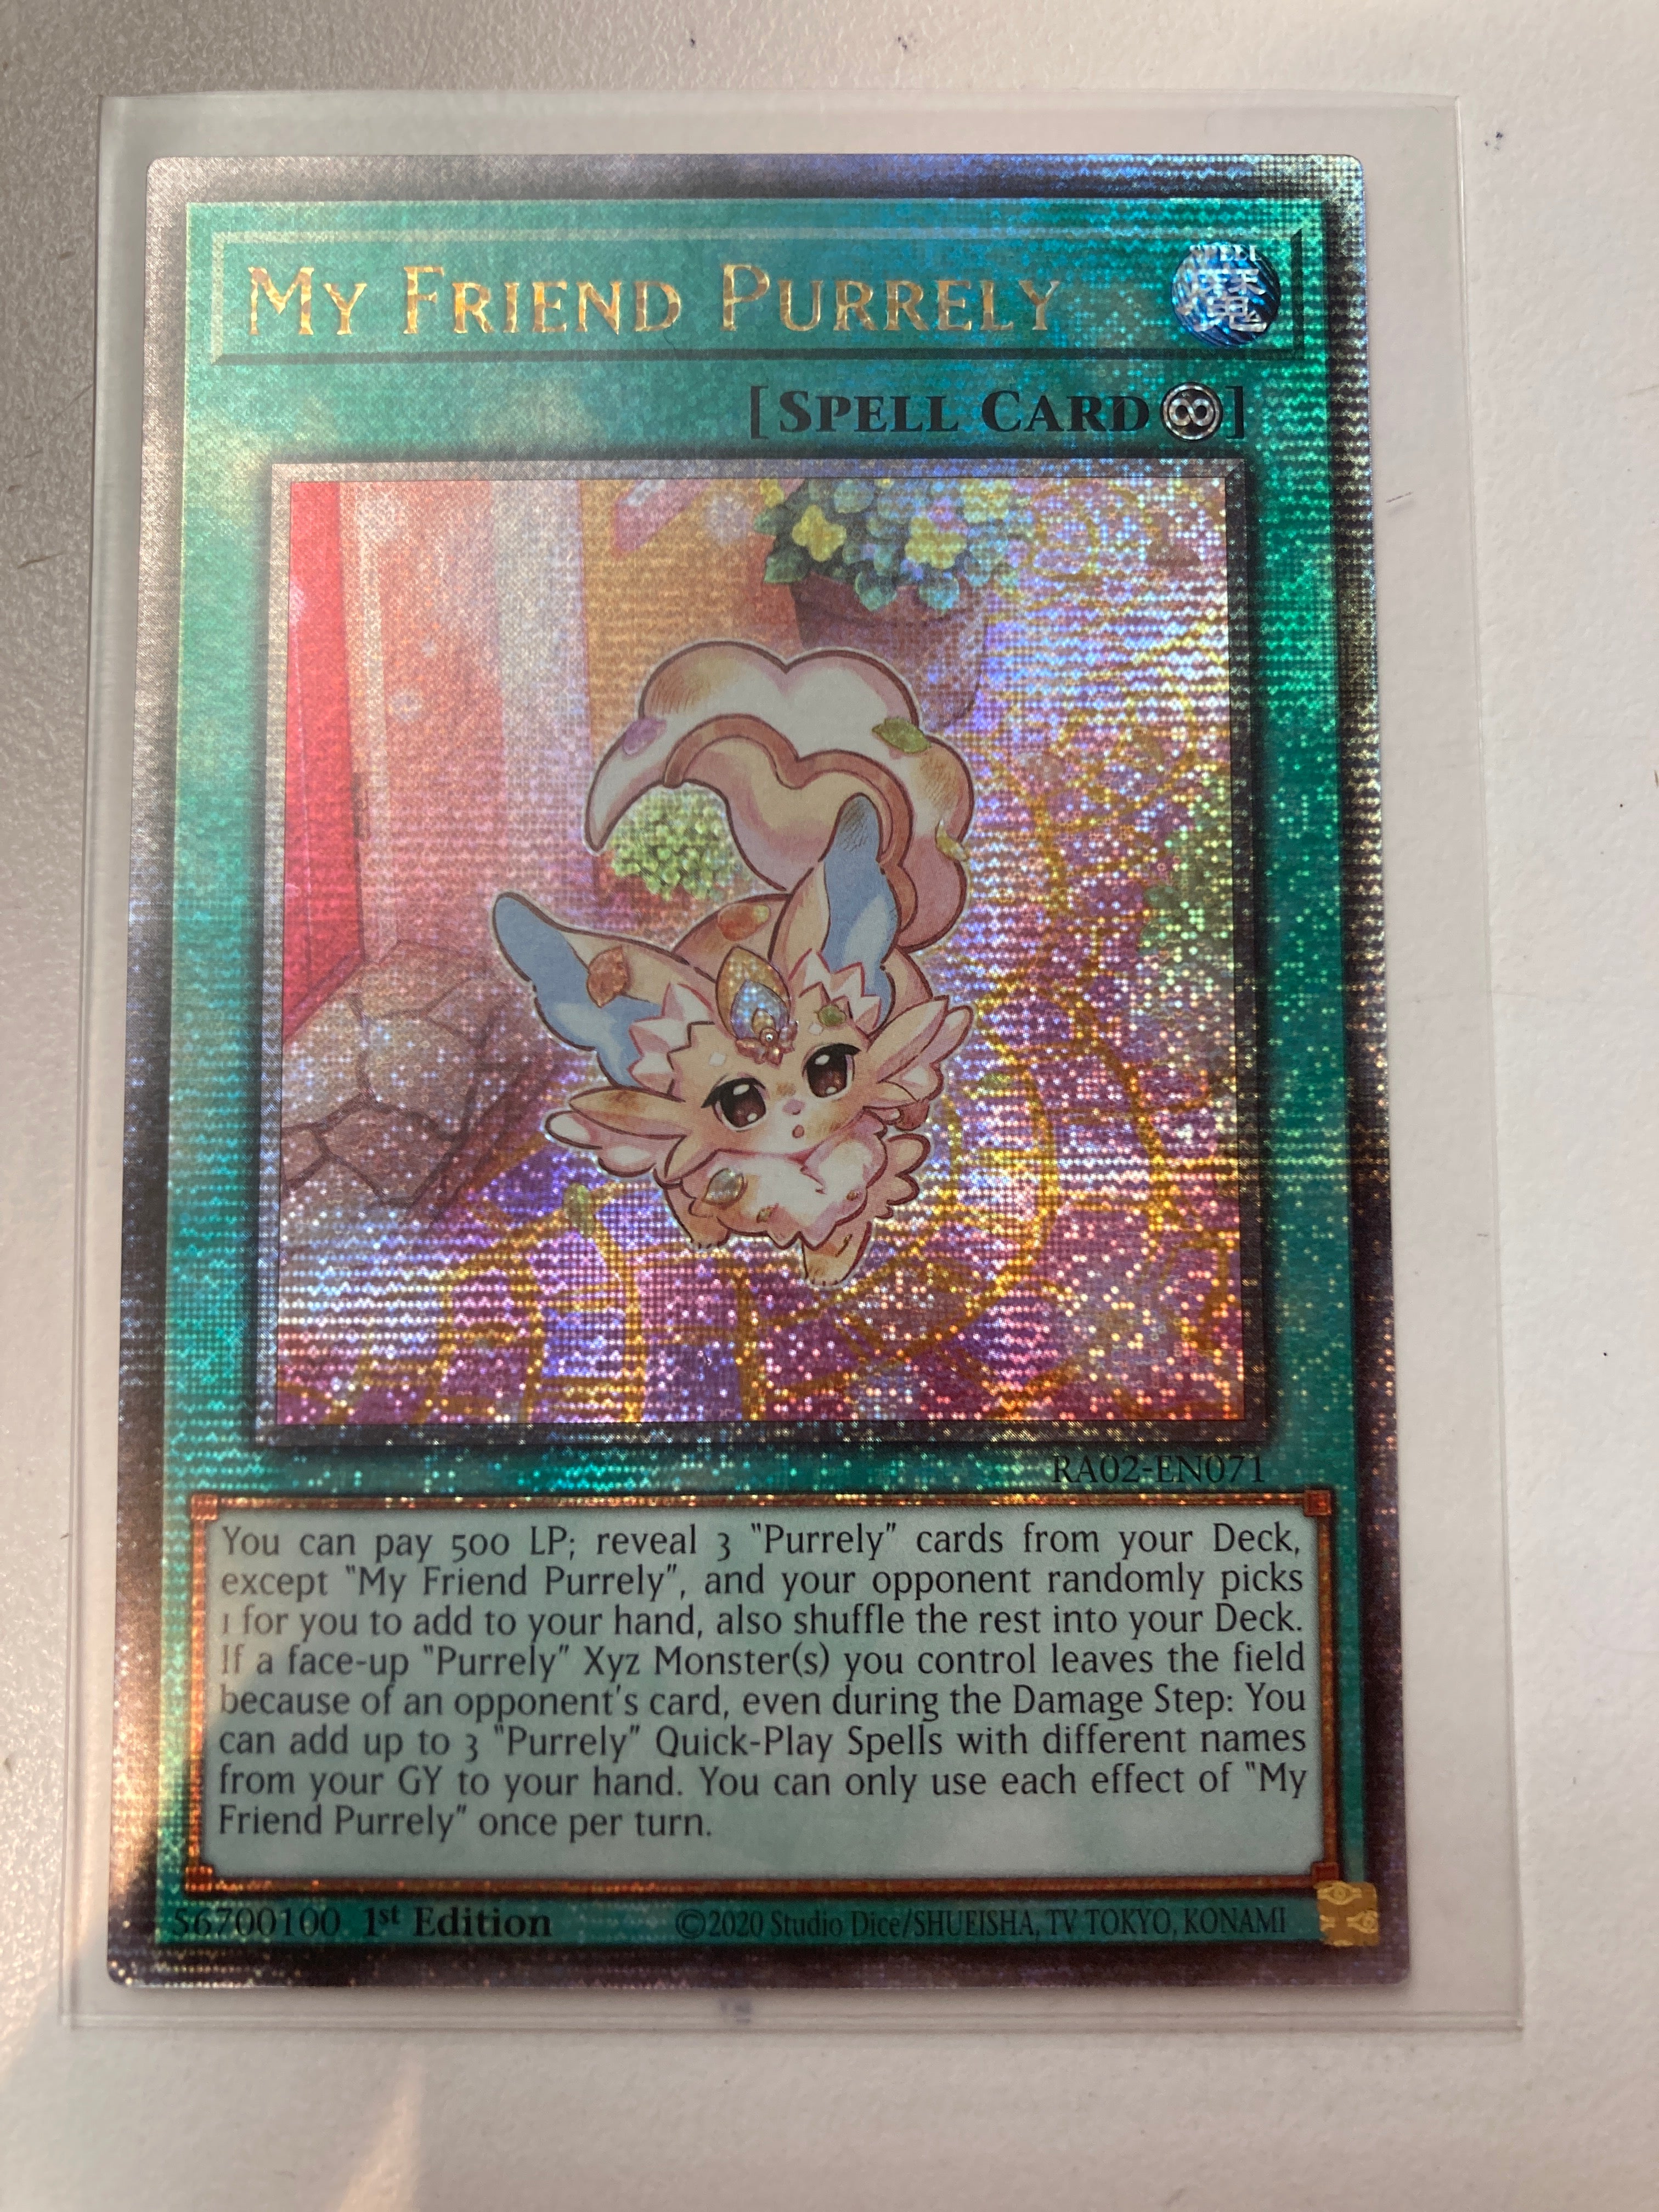 MY FRIEND PURRELY
SPELL
魔
[SPELL CARD∞]
RA02-EN071
You can pay 500 LP; reveal 3 "Purrely" cards from your Deck,
except "My Friend Purrely", and your opponent randomly picks
1 for you to add to your hand, also shuffle the rest into your Deck.
If a face-up "Purrely" Xyz Monster(s) you control leaves the field
because of an opponent's card, even during the Damage Step: You
can add up to 3 "Purrely" Quick-Play Spells with different names
from your GY to your hand. You can only use each effect of "My
Friend Purrely" once per turn.
56700100 1st Edition ©2020 Studio Dice/SHUEISHA, TV TOKYO, KONAMI